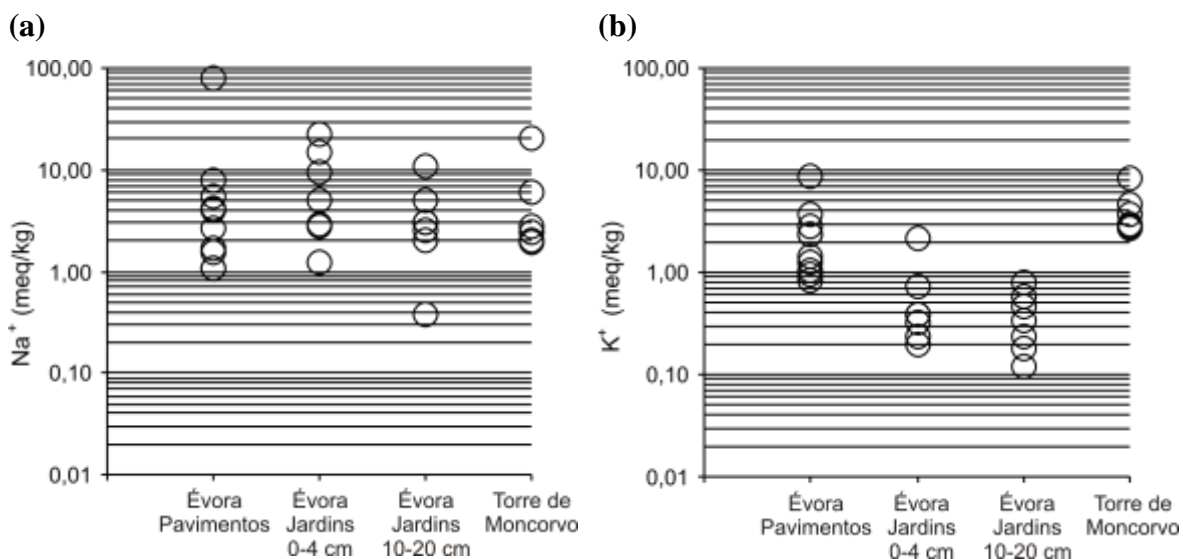 (a)
100,00
10,00
1,00
0,10
0,01
Na+ (meq/kg)
Évora
Pavimentos
Évora
Jardins
0-4 cm
Évora
Jardins
10-20 cm
Torre de
Moncorvo
(b)
100,00
10,00
1,00
0,10
0,01
K+ (meq/kg)
Évora
Pavimentos
Évora
Jardins
0-4 cm
Évora
Jardins
10-20 cm
Torre de
Moncorvo